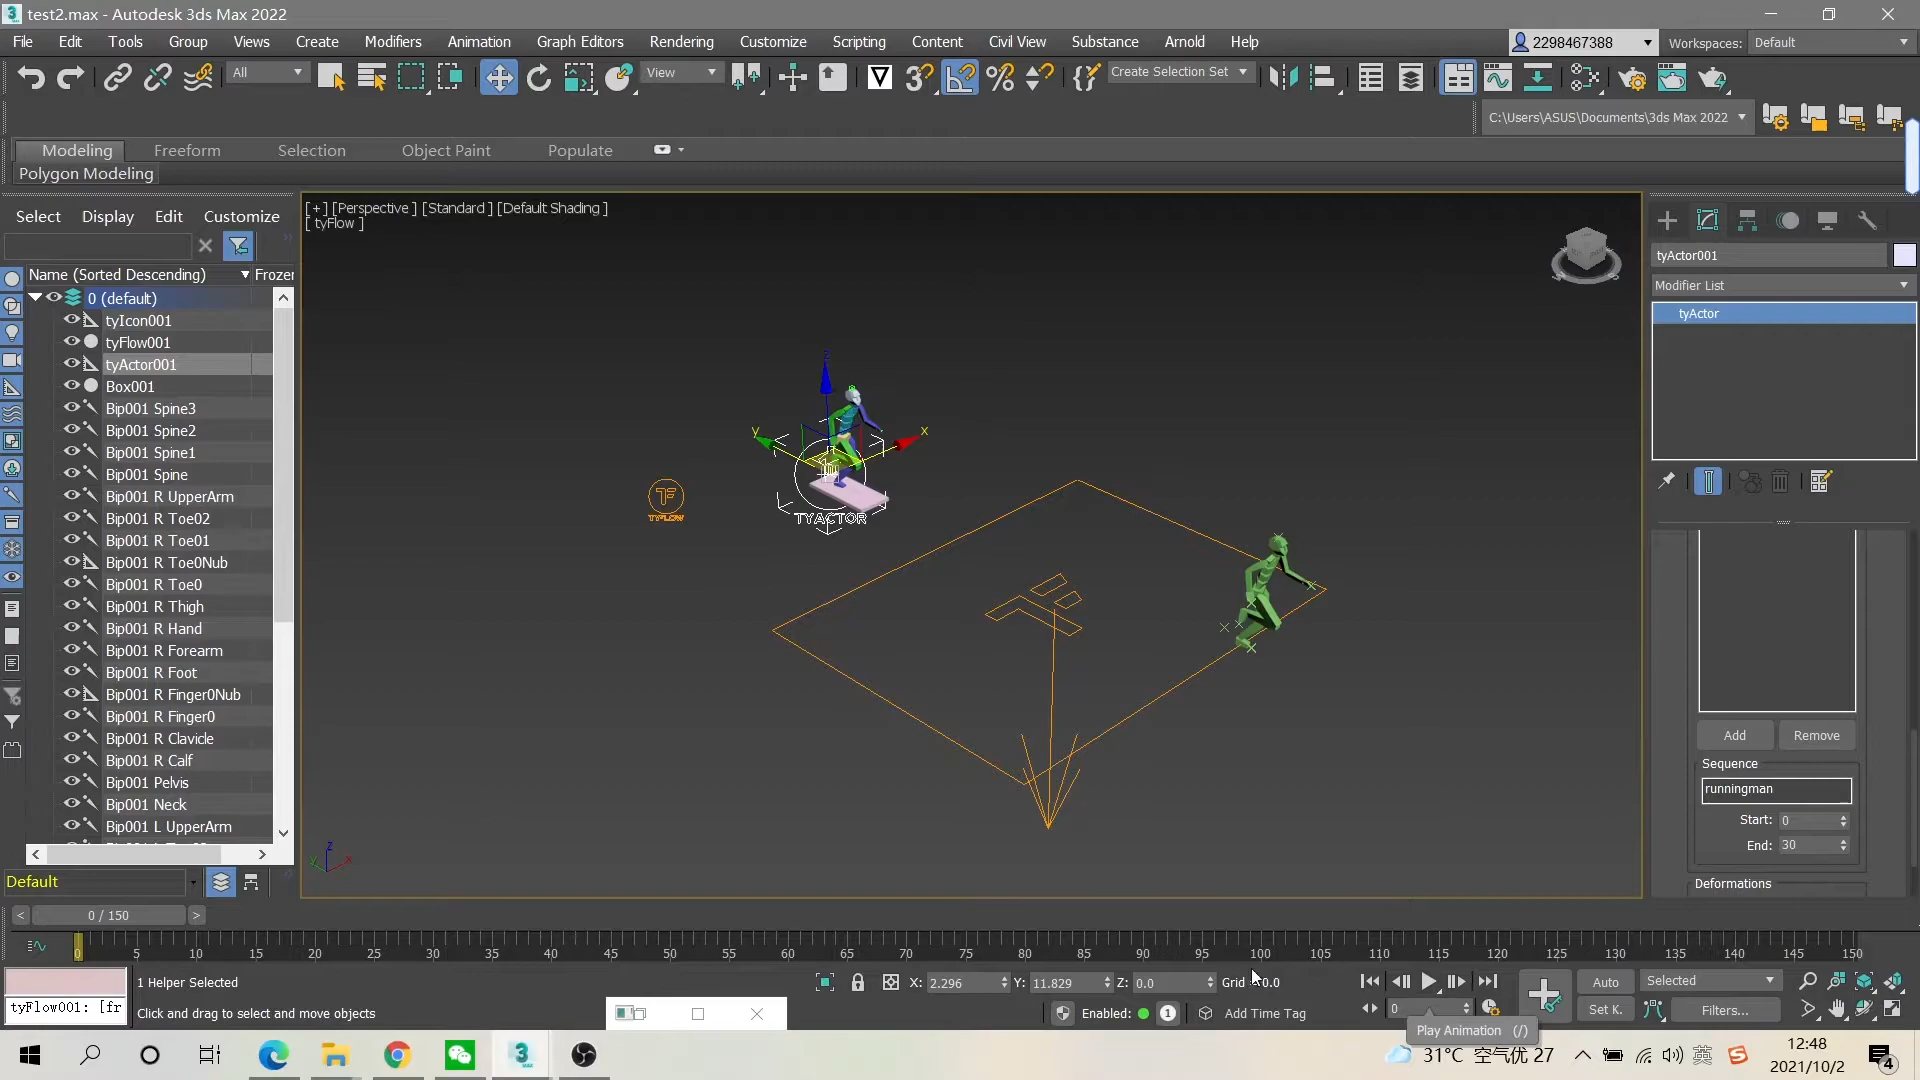 test2.max - Autodesk 3ds Max 2022
File Edit Tools Group Views Create Modifiers Animation Graph Editors Rendering Customize Scripting Content Civil View Substance Arnold Help
2298467388 Workspaces: Default
All View Create Selection Set
C:\Users\ASUS\Documents\3ds Max 2022
Modeling Freeform Selection Object Paint Populate
Polygon Modeling
Select Display Edit Customize
Name (Sorted Descending) Frozen
0 (default)
tyIcon001
tyFlow001
tyActor001
Box001
Bip001 Spine3
Bip001 Spine2
Bip001 Spine1
Bip001 Spine
Bip001 R UpperArm
Bip001 R Toe02
Bip001 R Toe01
Bip001 R Toe0Nub
Bip001 R Toe0
Bip001 R Thigh
Bip001 R Hand
Bip001 R Forearm
Bip001 R Foot
Bip001 R Finger0Nub
Bip001 R Finger0
Bip001 R Clavicle
Bip001 R Calf
Bip001 Pelvis
Bip001 Neck
Bip001 L UpperArm
Default
[ + ] [Perspective ] [Standard ] [Default Shading ]
[ tyFlow ]
z
y x
TYFLOW
TYACTOR
z
y x
tyActor001
Modifier List
tyActor
Add Remove
Sequence
runningman
Start: 0
End: 30
Deformations
< 0 / 150 >
0 5 10 15 20 25 30 35 40 45 50 55 60 65 70 75 80 85 90 95 100 105 110 115 120 125 130 135 140 145 150
1 Helper Selected X: 2.296 Y: 11.829 Z: 0.0 Auto Selected
tyFlow001: [fr Click and drag to select and move objects Enabled: 1 Add Time Tag 0 Set K. Filters...
Play Animation (/)
31°C 空气优 27 英 12:48
2021/10/2 4